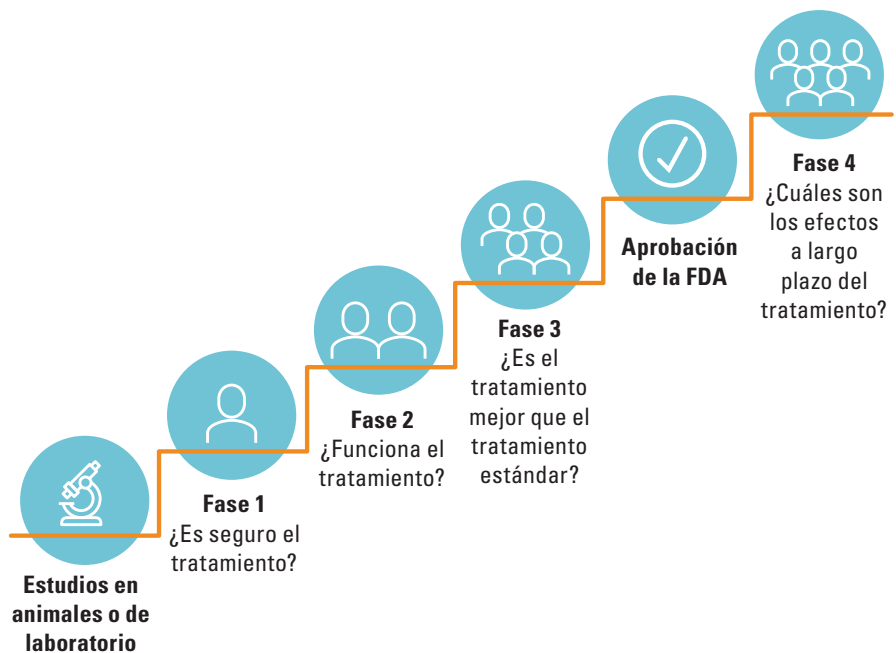 Estudios en
animales o de
laboratorio
Fase 1
¿Es seguro el
tratamiento?
Fase 2
¿Funciona el
tratamiento?
Fase 3
¿Es el
tratamiento
mejor que el
tratamiento
estándar?
Aprobación
de la FDA
Fase 4
¿Cuáles son
los efectos
a largo
plazo del
tratamiento?